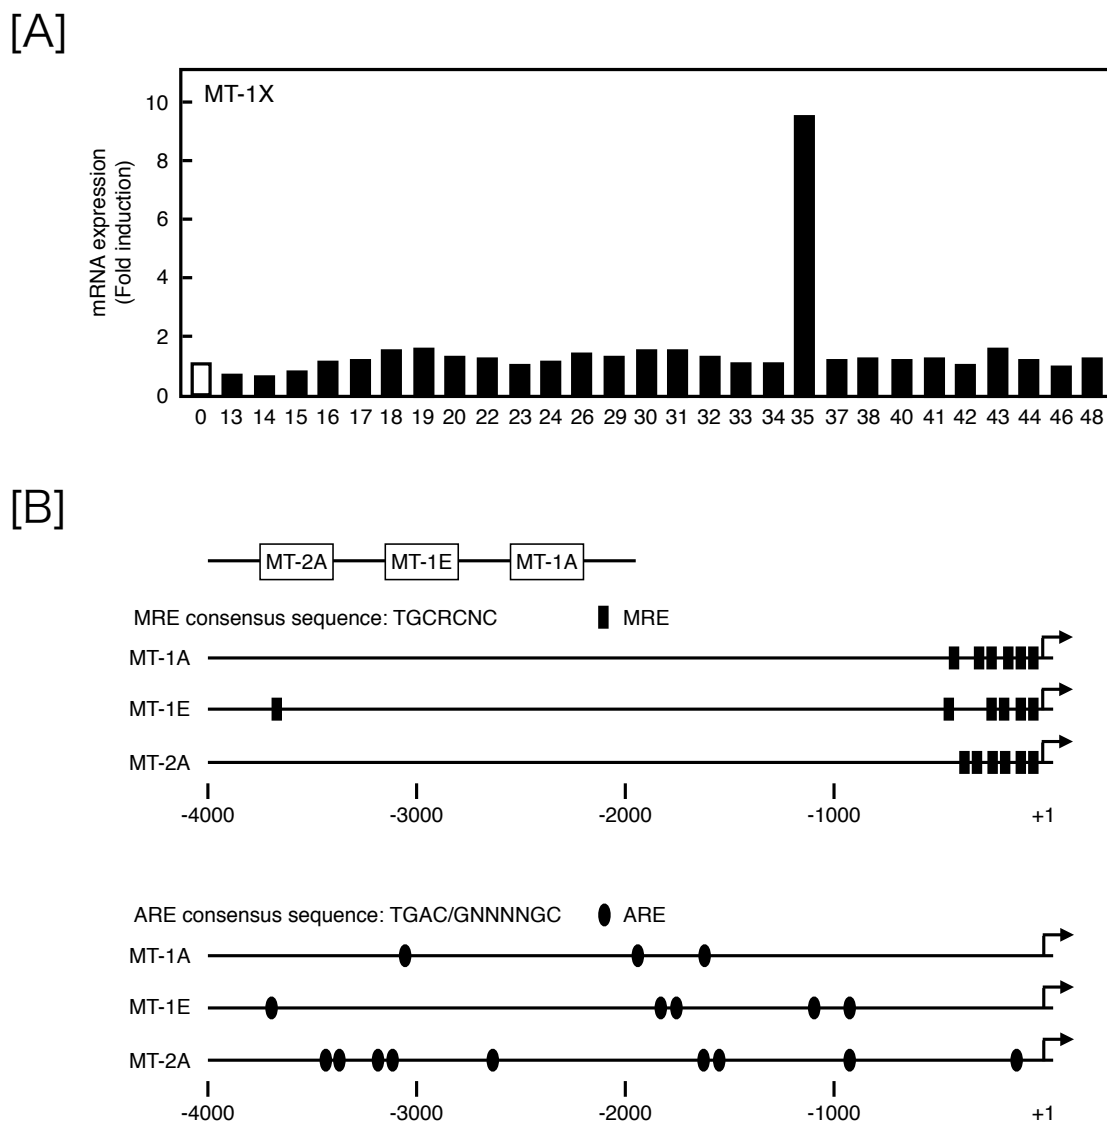 [A]
MT-1X
mRNA expression
(Fold induction)
10
8
6
4
2
0
0 13 14 15 16 17 18 19 20 22 23 24 26 29 30 31 32 33 34 35 37 38 40 41 42 43 44 46 48
[B]
MT-2A MT-1E MT-1A
MRE consensus sequence: TGCRCNC MRE
MT-1A
MT-1E
MT-2A
-4000 -3000 -2000 -1000 +1
ARE consensus sequence: TGAC/GNNNNGC ARE
MT-1A
MT-1E
MT-2A
-4000 -3000 -2000 -1000 +1